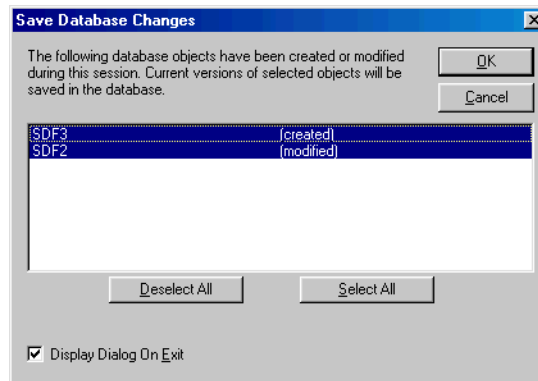 Save Database Changes
The following database objects have been created or modified
during this session. Current versions of selected objects will be
saved in the database.
OK
Cancel
SDF3 (created)
SDF2 (modified)
Deselect All
Select All
Display Dialog On Exit